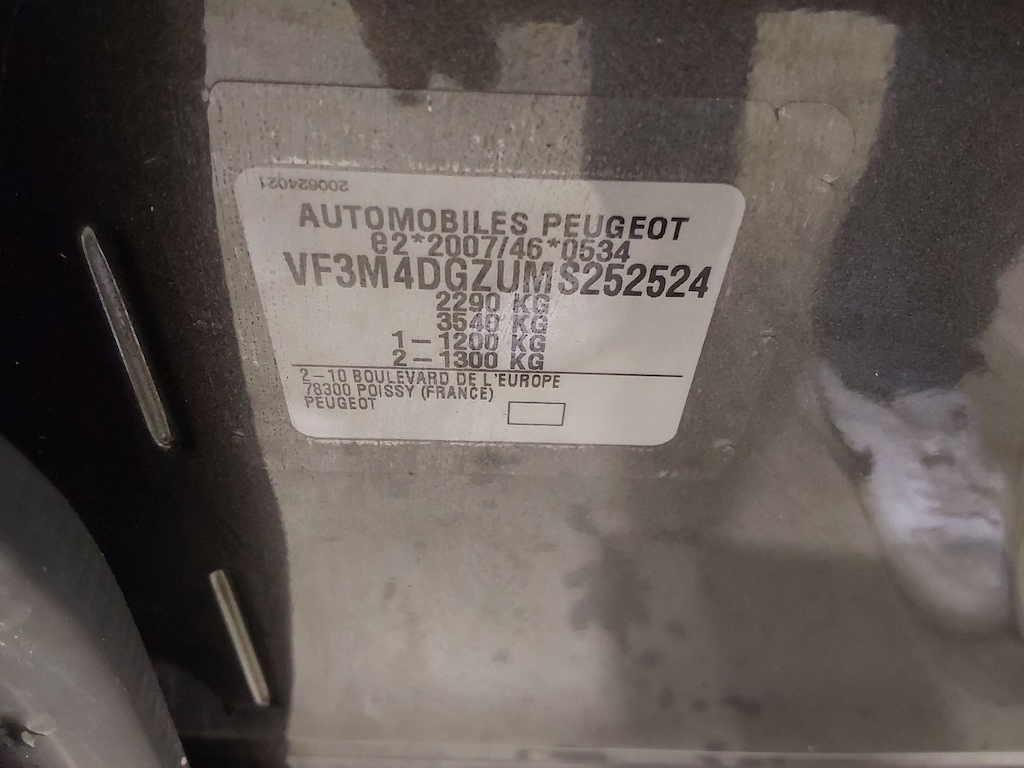 200624021
AUTOMOBILES PEUGEOT
e2*2007/46*0534
VF3M4DGZUMS252524
2290 KG
3540 KG
1 – 1200 KG
2 – 1300 KG
2 – 10 BOULEVARD DE L'EUROPE
78300 POISSY (FRANCE)
PEUGEOT